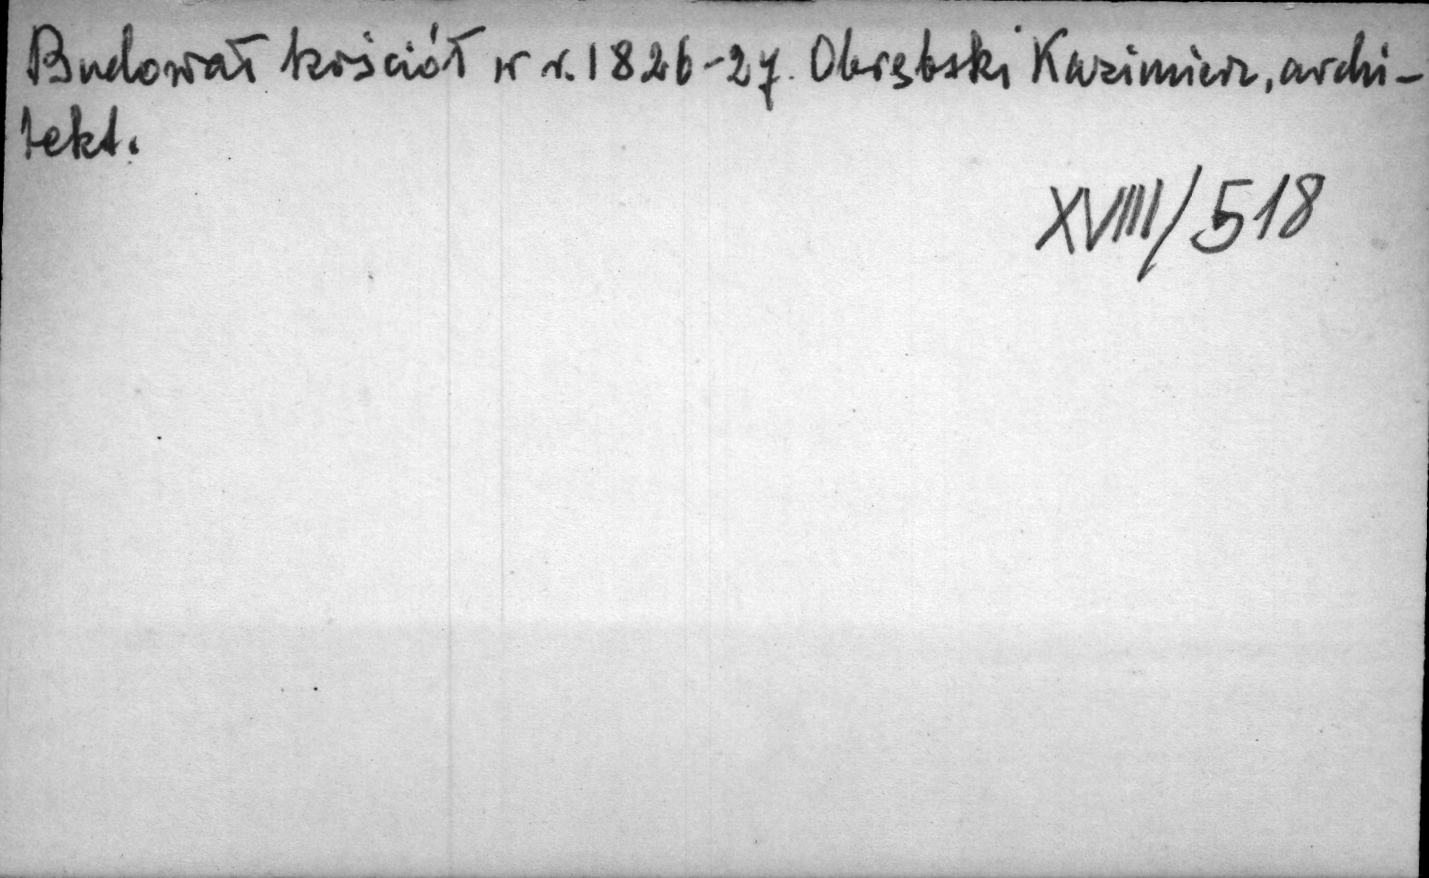 Budował kościół w r. 1826-27. Obrębski Kazimierz, archi-
tekt.
XVIII/518